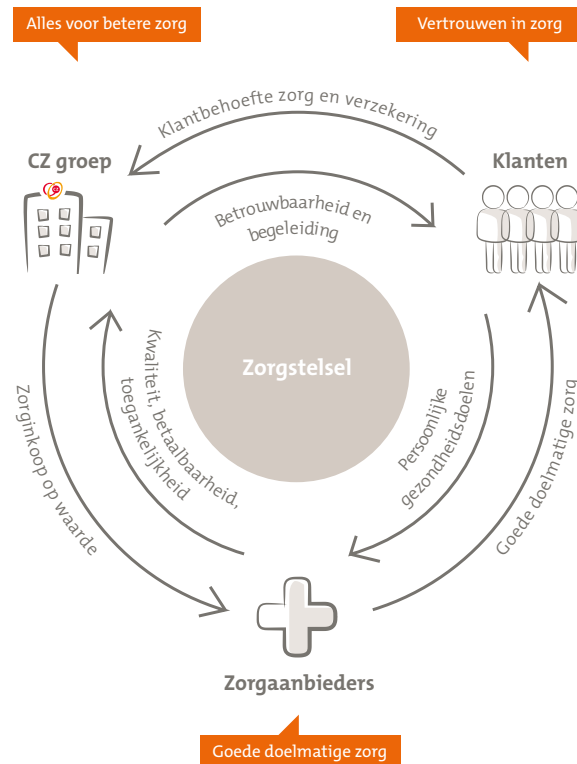 Alles voor betere zorg
Vertrouwen in zorg
Klantbehoefte zorg en verzekering
CZ groep
Klanten
Betrouwbaarheid en
begeleiding
Zorgstelsel
Kwaliteit, betaalbaarheid,
toegankelijkheid
Persoonlijke
gezondheidsdoelen
Zorginkoop op waarde
Goede doelmatige zorg
Zorgaanbieders
Goede doelmatige zorg